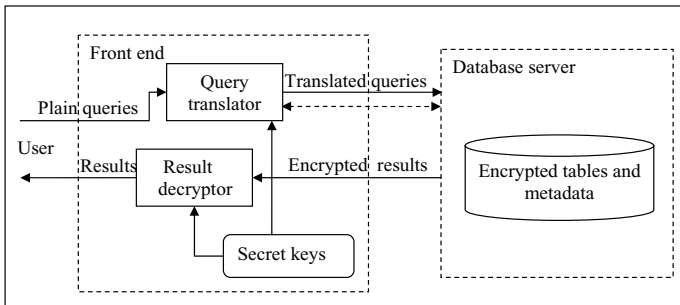 Front end
Query
translator
Translated queries
Database server
Plain queries
User
Results
Result
decryptor
Encrypted results
Encrypted tables and
metadata
Secret keys